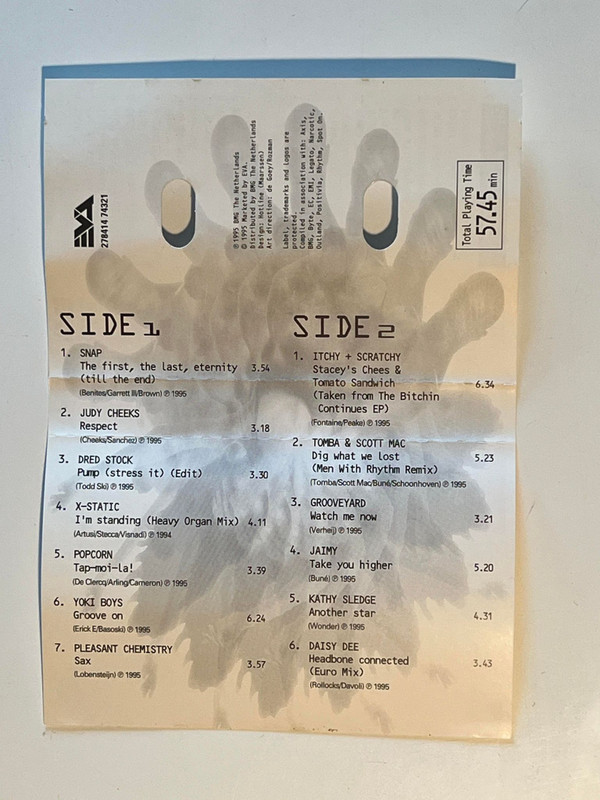 EVA
278414 74321
℗ 1995 BMG The Netherlands
© 1995 Marketed by EVA.
Distributed by BMG The Netherlands
Design: Hotline (Maarssen)
Art direction: de Goey/Rozman
Label, trademarks and logos are
protected.
Compiled in association with: Axis,
BMG, Byte, EC, EMI, Legato, Narcotic,
Outland, Positivia, Rhythm, Spot On.
Total Playing Time
57.45 min
SIDE 1
1. SNAP
The first, the last, eternity 3.54
(till the end)
(Benites/Garrett III/Brown) ℗ 1995
2. JUDY CHEEKS
Respect 3.18
(Cheeks/Sanchez) ℗ 1995
3. DRED STOCK
Pump (stress it) (Edit) 3.30
(Todd Ski) ℗ 1995
4. X-STATIC
I'm standing (Heavy Organ Mix) 4.11
(Artusi/Stecca/Visnadi) ℗ 1994
5. POPCORN
Tap-moi-la! 3.39
(De Clercq/Arling/Cameron) ℗ 1995
6. YOKI BOYS
Groove on 6.24
(Erick E/Basoski) ℗ 1995
7. PLEASANT CHEMISTRY
Sax 3.57
(Lobensteijn) ℗ 1995
SIDE 2
1. ITCHY + SCRATCHY
Stacey's Chees &
Tomato Sandwich 6.34
(Taken from The Bitchin
Continues EP)
(Fontaine/Peake) ℗ 1995
2. TOMBA & SCOTT MAC
Dig what we lost 5.23
(Men With Rhythm Remix)
(Tomba/Scott Mac/Buné/Schoonhoven) ℗ 1995
3. GROOVEYARD
Watch me now 3.21
(Verheij) ℗ 1995
4. JAIMY
Take you higher 5.20
(Buné) ℗ 1995
5. KATHY SLEDGE
Another star 4.31
(Wonder) ℗ 1995
6. DAISY DEE
Headbone connected 3.43
(Euro Mix)
(Rollocks/Davoli) ℗ 1995